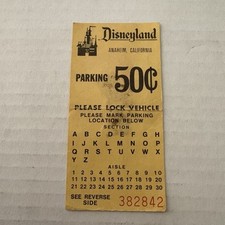 Disneyland
ANAHEIM, CALIFORNIA
PARKING 50¢
PLEASE LOCK VEHICLE
PLEASE MARK PARKING
LOCATION BELOW
SECTION
A B C D E F G H I
J K L M N O P Q
R S T U V W X Y Z
AISLE
1 2 3 4 5 6 7 8 9 10
11 12 13 14 15 16 17 18 19 20
21 22 23 24 25 26 27 28 29 30
SEE REVERSE
SIDE
382842